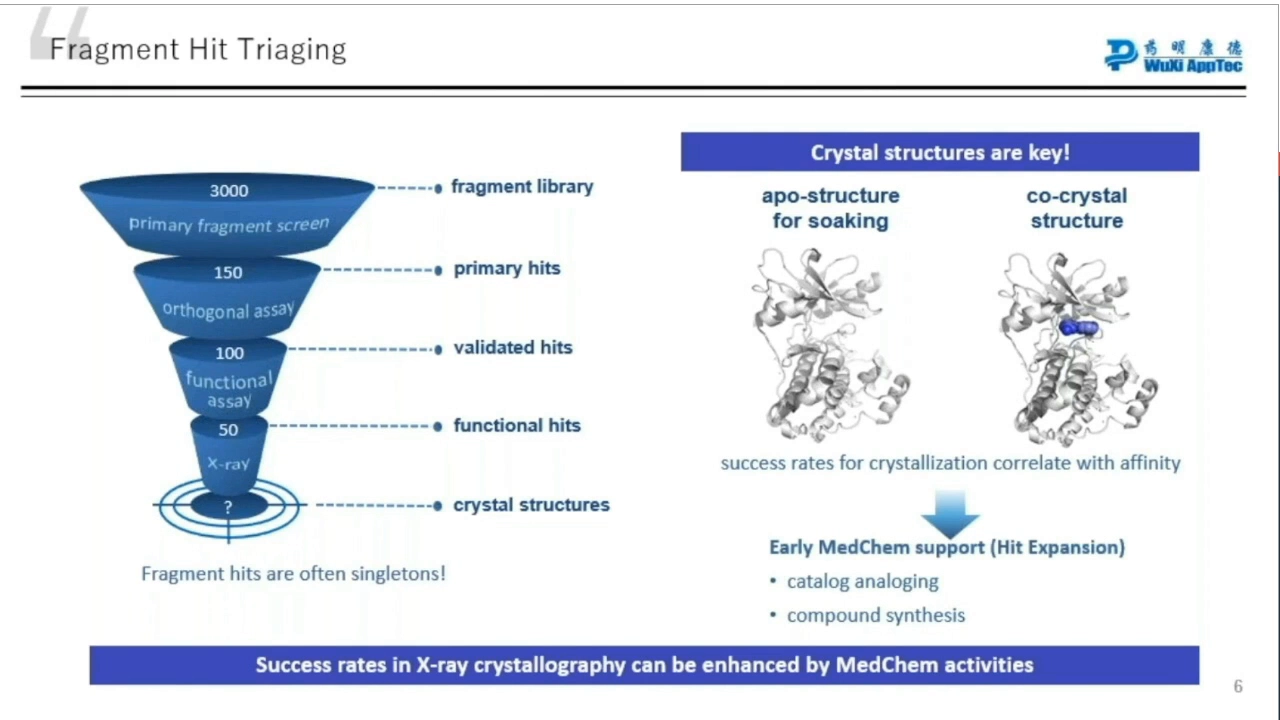 Fragment Hit Triaging
药明康德
WuXi AppTec
3000
primary fragment screen
150
orthogonal assay
100
functional
assay
50
X-ray
?
fragment library
primary hits
validated hits
functional hits
crystal structures
Fragment hits are often singletons!
Crystal structures are key!
apo-structure
for soaking
co-crystal
structure
success rates for crystallization correlate with affinity
Early MedChem support (Hit Expansion)
• catalog analoging
• compound synthesis
Success rates in X-ray crystallography can be enhanced by MedChem activities
6